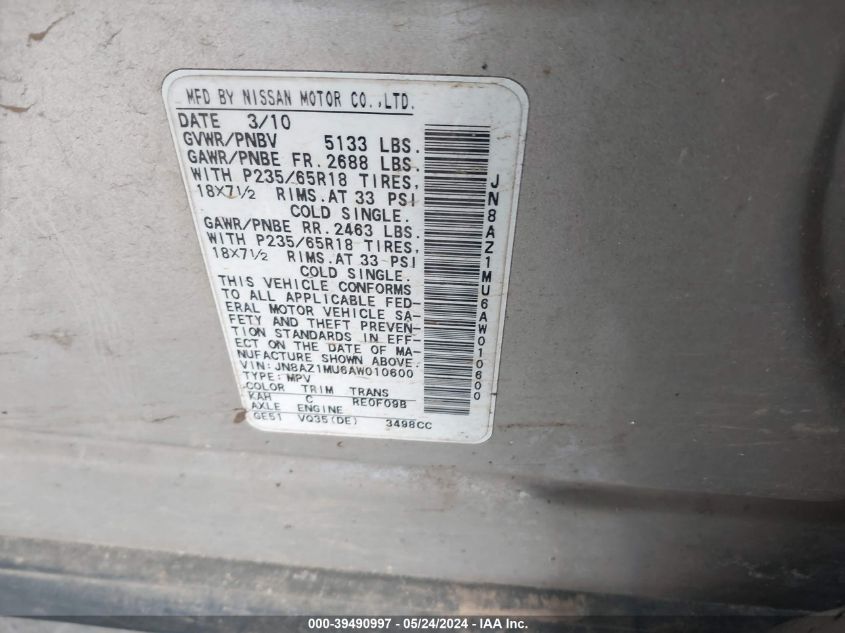 MFD BY NISSAN MOTOR CO.,LTD.
DATE 3/10
GVWR/PNBV 5133 LBS.
GAWR/PNBE FR. 2688 LBS.
WITH P235/65R18 TIRES,
18X7½ RIMS.AT 33 PSI
COLD SINGLE.
GAWR/PNBE RR. 2463 LBS.
WITH P235/65R18 TIRES,
18X7½ RIMS.AT 33 PSI
COLD SINGLE.
THIS VEHICLE CONFORMS
TO ALL APPLICABLE FED-
ERAL MOTOR VEHICLE SA-
FETY AND THEFT PREVEN-
TION STANDARDS IN EFF-
ECT ON THE DATE OF MA-
NUFACTURE SHOWN ABOVE.
VIN:JN8AZ1MU6AW010600
TYPE:MPV
COLOR TRIM TRANS
KAH C RE0F09B
AXLE ENGINE
GE51 VQ35(DE) 3498CC
JN8AZ1MU6AW010600
000-39490997 - 05/24/2024 - IAA Inc.